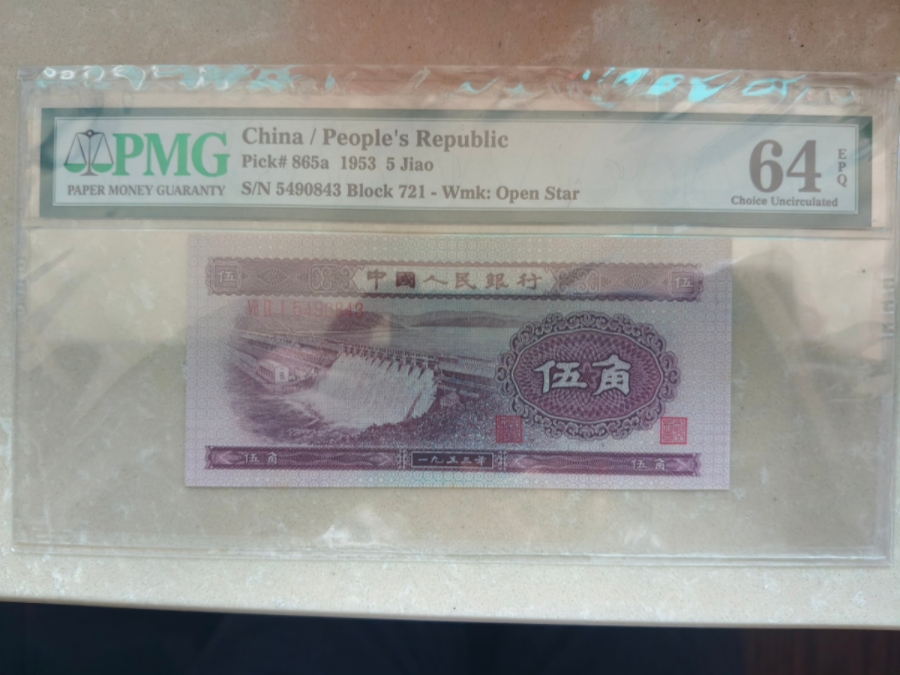 PMG
PAPER MONEY GUARANTY
China / People's Republic
Pick# 865a 1953 5 Jiao
S/N 5490843 Block 721 - Wmk: Open Star
64
EPQ
Choice Uncirculated
伍 中國人民銀行 伍
5490843
伍角
伍角 一九五三年 伍角